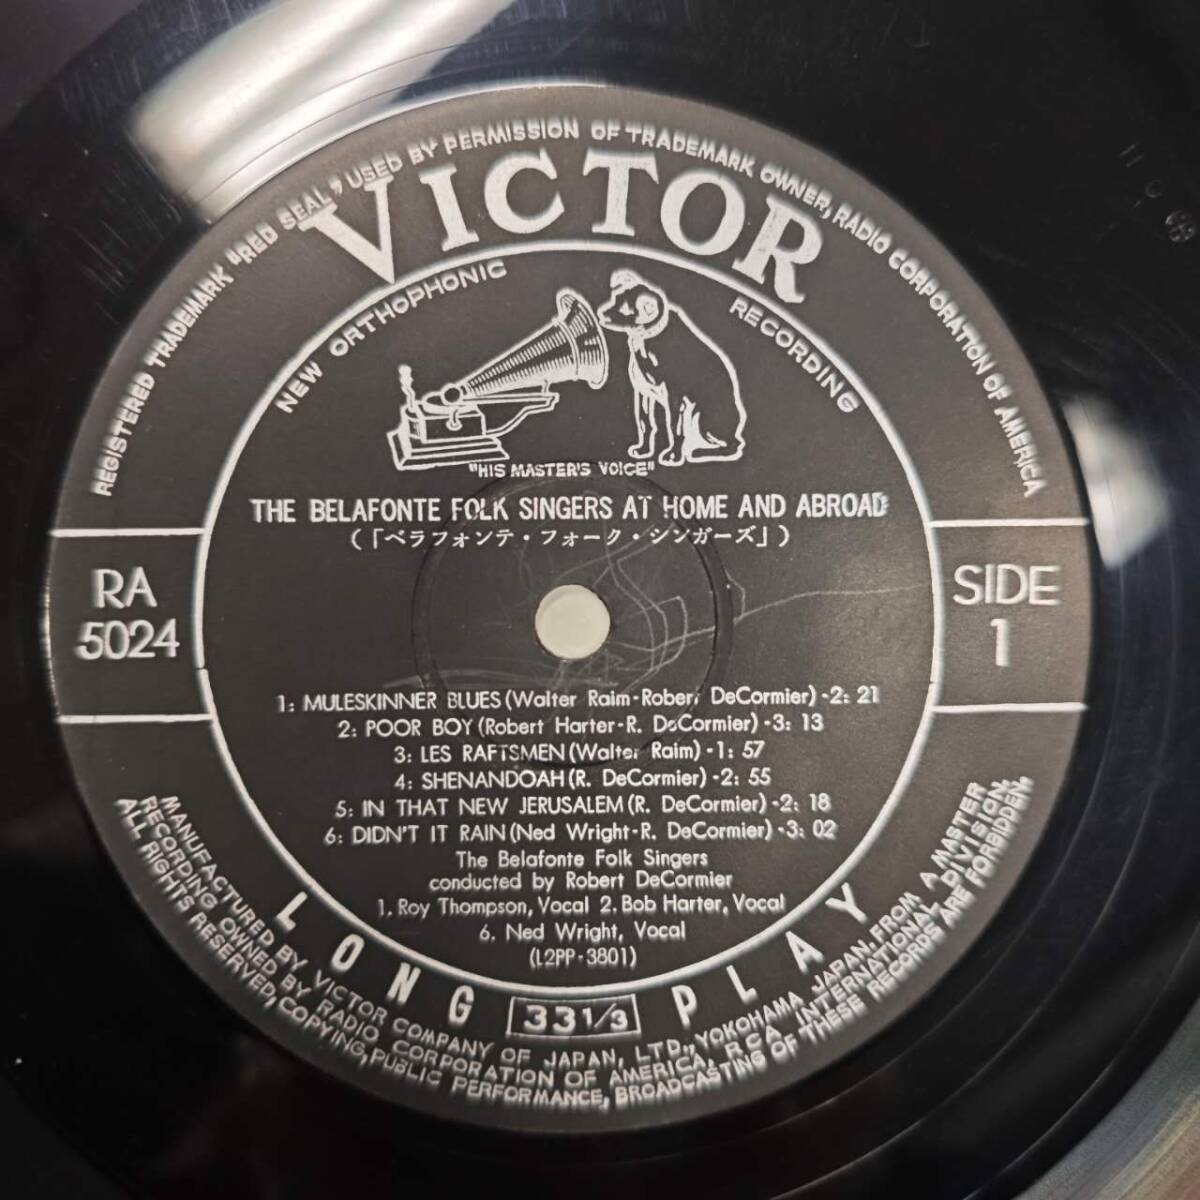 REGISTERED TRADEMARK "RED SEAL" USED BY PERMISSION OF TRADEMARK OWNER, RADIO CORPORATION OF AMERICA
VICTOR
NEW ORTHOPHONIC RECORDING
"HIS MASTER'S VOICE"
THE BELAFONTE FOLK SINGERS AT HOME AND ABROAD
(「ベラフォンテ・フォーク・シンガーズ」)
RA
5024
SIDE
1
1: MULESKINNER BLUES (Walter Raim-Rober DeCormier)-2: 21
2: POOR BOY (Robert Harter-R. DeCormier)-3: 13
3: LES RAFTSMEN (Walter Raim)-1: 57
4: SHENANDOAH (R. DeCormier)-2: 55
5: IN THAT NEW JERUSALEM (R. DeCormier)-2: 18
6: DIDN'T IT RAIN (Ned Wright-R. DeCormier)-3: 02
The Belafonte Folk Singers
conducted by Robert DeCormier
1. Roy Thompson, Vocal 2. Bob Harter, Vocal
6. Ned Wright, Vocal
(L2PP-3801)
LONG 33 1/3 PLAY
MANUFACTURED BY VICTOR COMPANY OF JAPAN, LTD., YOKOHAMA JAPAN, FROM A MASTER
RECORDING OWNED BY RADIO CORPORATION OF AMERICA. RCA INTERNATIONAL DIVISION.
ALL RIGHTS RESERVED, COPYING, PUBLIC PERFORMANCE, BROADCASTING OF THESE RECORDS ARE FORBIDDEN.